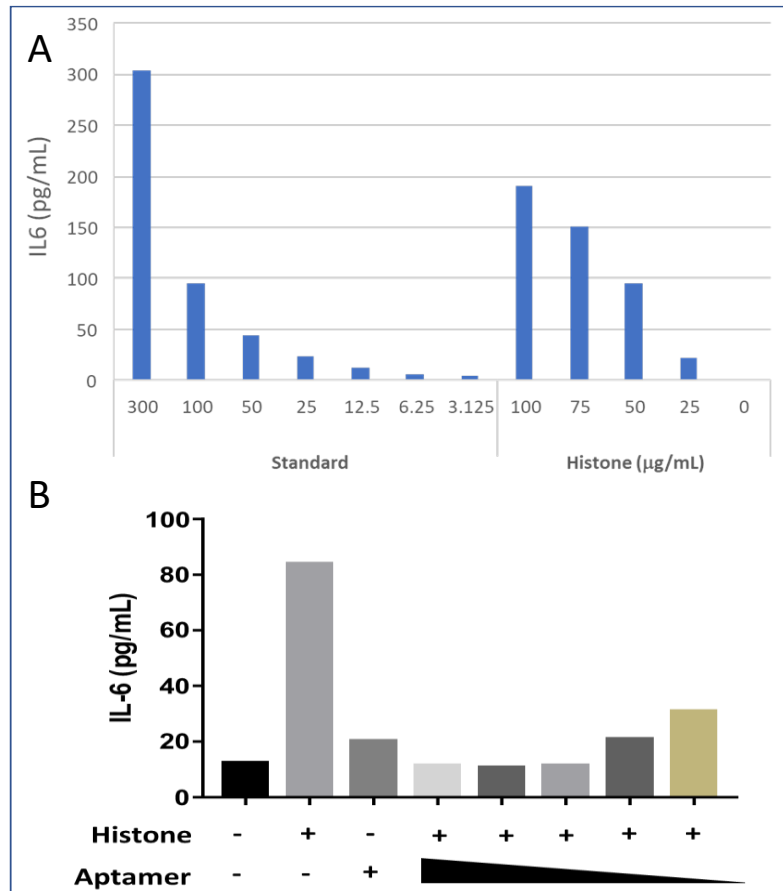 A
350
300
250
200
150
100
50
0
IL6 (pg/mL)
300 100 50 25 12.5 6.25 3.125 100 75 50 25 0
Standard Histone (μg/mL)
B
100
80
60
40
20
0
IL-6 (pg/mL)
Histone - + - + + + + +
Aptamer - - +